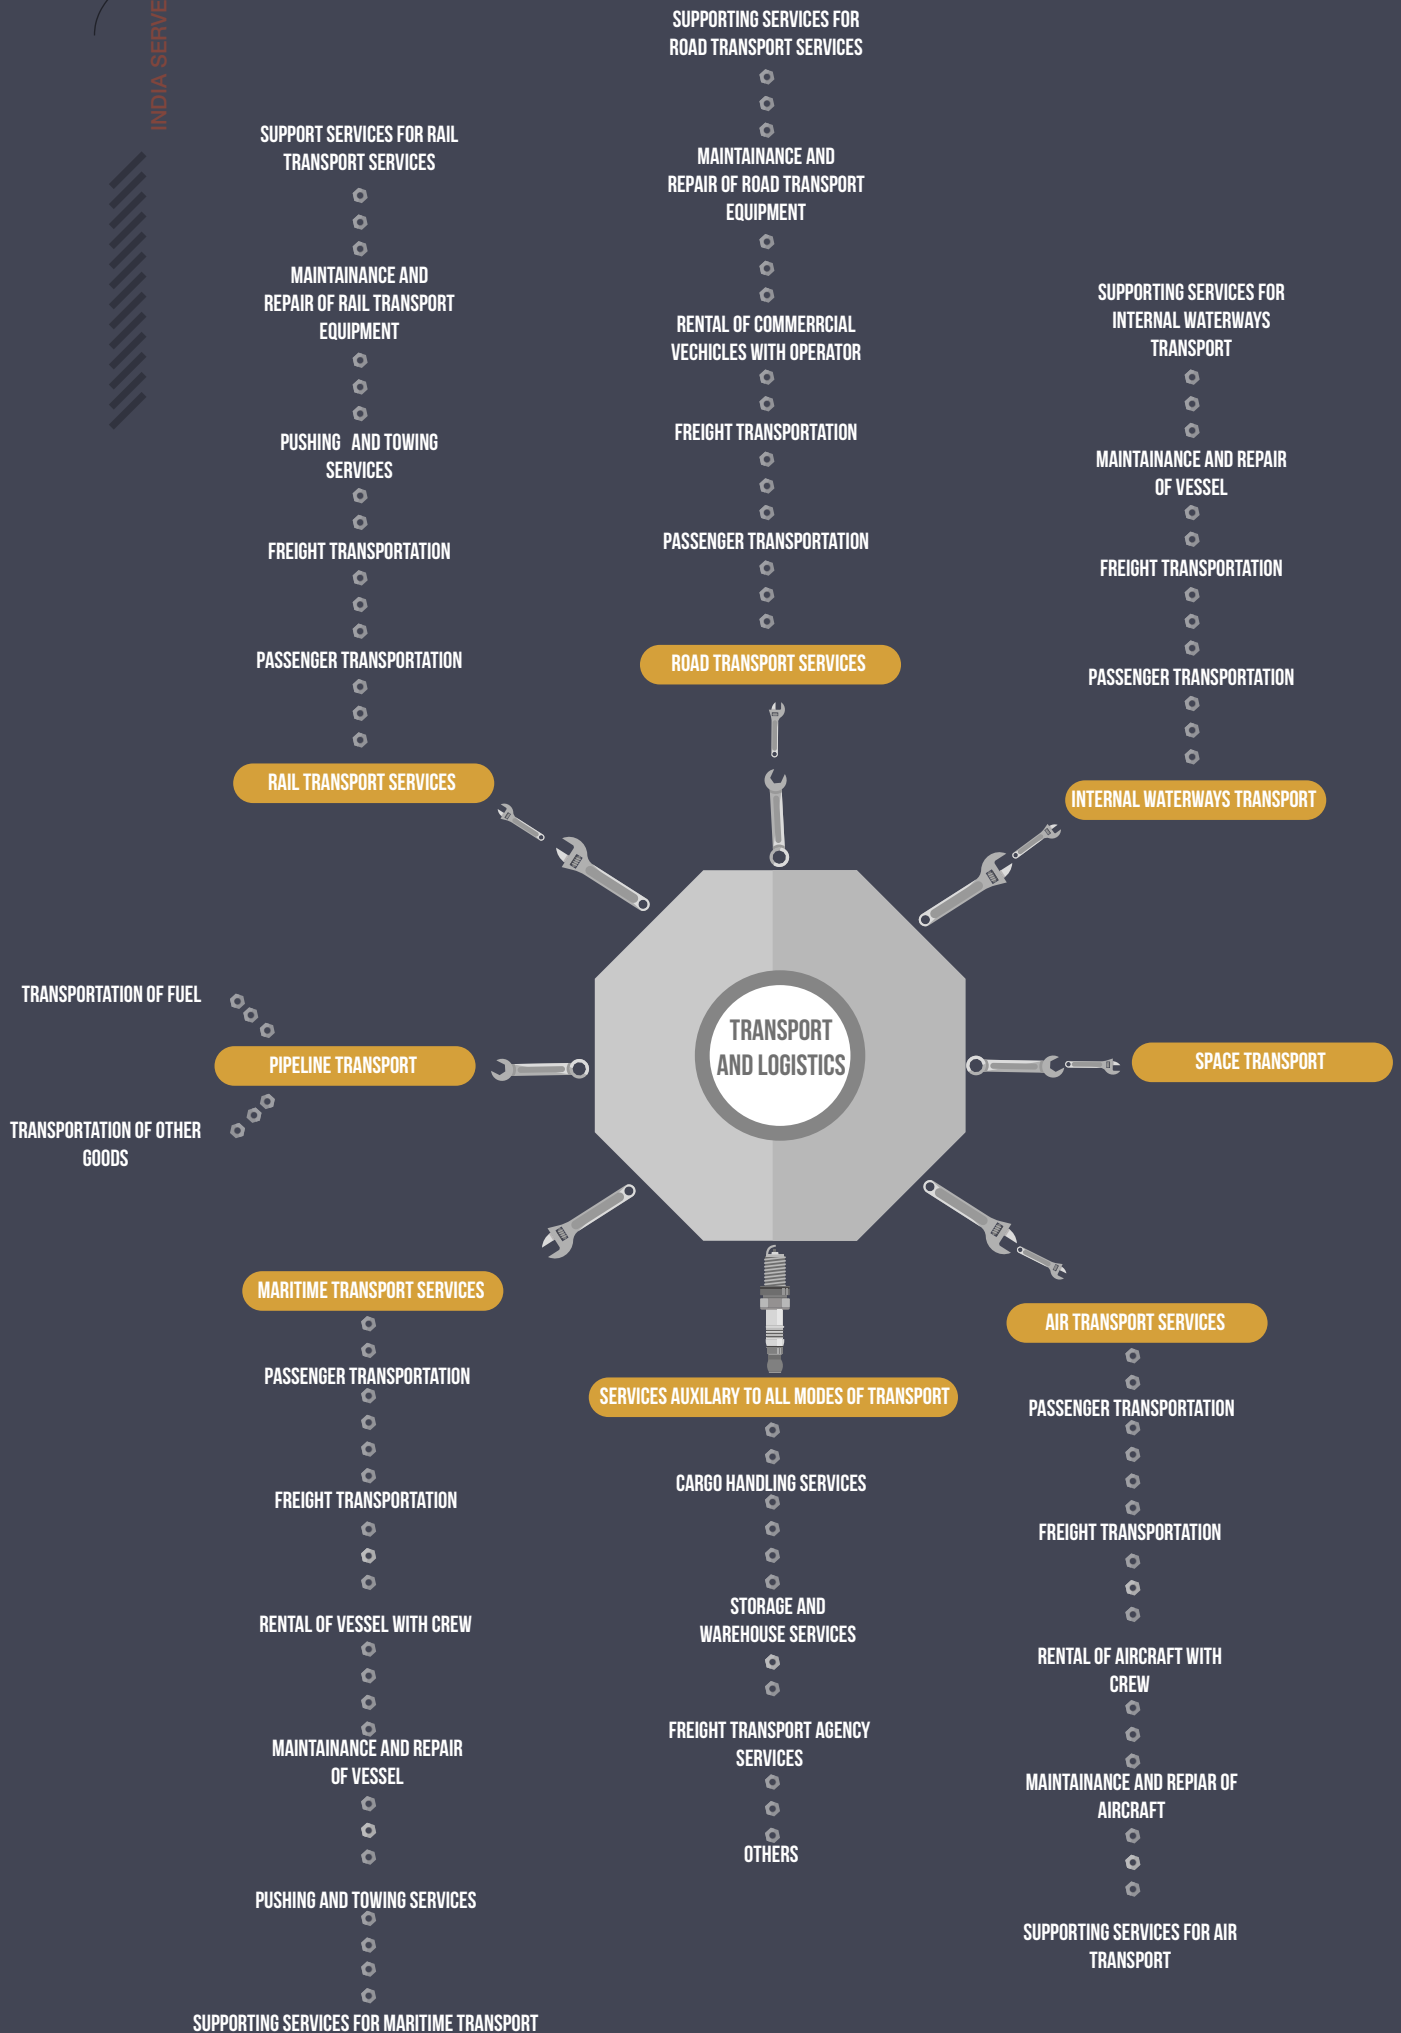 INDIA SERVE
SUPPORT SERVICES FOR RAIL
TRANSPORT SERVICES
MAINTAINANCE AND
REPAIR OF RAIL TRANSPORT
EQUIPMENT
PUSHING AND TOWING
SERVICES
FREIGHT TRANSPORTATION
PASSENGER TRANSPORTATION
RAIL TRANSPORT SERVICES
SUPPORTING SERVICES FOR
ROAD TRANSPORT SERVICES
MAINTAINANCE AND
REPAIR OF ROAD TRANSPORT
EQUIPMENT
RENTAL OF COMMERRCIAL
VECHICLES WITH OPERATOR
FREIGHT TRANSPORTATION
PASSENGER TRANSPORTATION
ROAD TRANSPORT SERVICES
SUPPORTING SERVICES FOR
INTERNAL WATERWAYS
TRANSPORT
MAINTAINANCE AND REPAIR
OF VESSEL
FREIGHT TRANSPORTATION
PASSENGER TRANSPORTATION
INTERNAL WATERWAYS TRANSPORT
TRANSPORTATION OF FUEL
PIPELINE TRANSPORT
TRANSPORTATION OF OTHER
GOODS
TRANSPORT
AND LOGISTICS
SPACE TRANSPORT
MARITIME TRANSPORT SERVICES
PASSENGER TRANSPORTATION
FREIGHT TRANSPORTATION
RENTAL OF VESSEL WITH CREW
MAINTAINANCE AND REPAIR
OF VESSEL
PUSHING AND TOWING SERVICES
SUPPORTING SERVICES FOR MARITIME TRANSPORT
SERVICES AUXILARY TO ALL MODES OF TRANSPORT
CARGO HANDLING SERVICES
STORAGE AND
WAREHOUSE SERVICES
FREIGHT TRANSPORT AGENCY
SERVICES
OTHERS
AIR TRANSPORT SERVICES
PASSENGER TRANSPORTATION
FREIGHT TRANSPORTATION
RENTAL OF AIRCRAFT WITH
CREW
MAINTAINANCE AND REPIAR OF
AIRCRAFT
SUPPORTING SERVICES FOR AIR
TRANSPORT